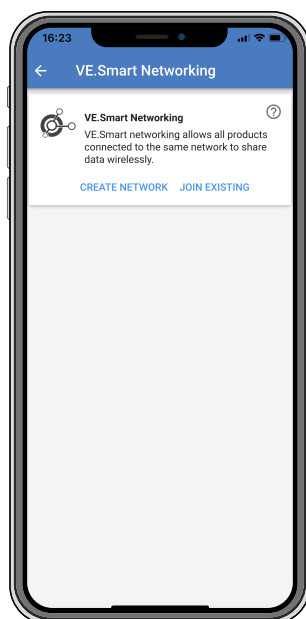 16:23
VE.Smart Networking
VE.Smart Networking
VE.Smart networking allows all products
connected to the same network to share
data wirelessly.
CREATE NETWORK JOIN EXISTING